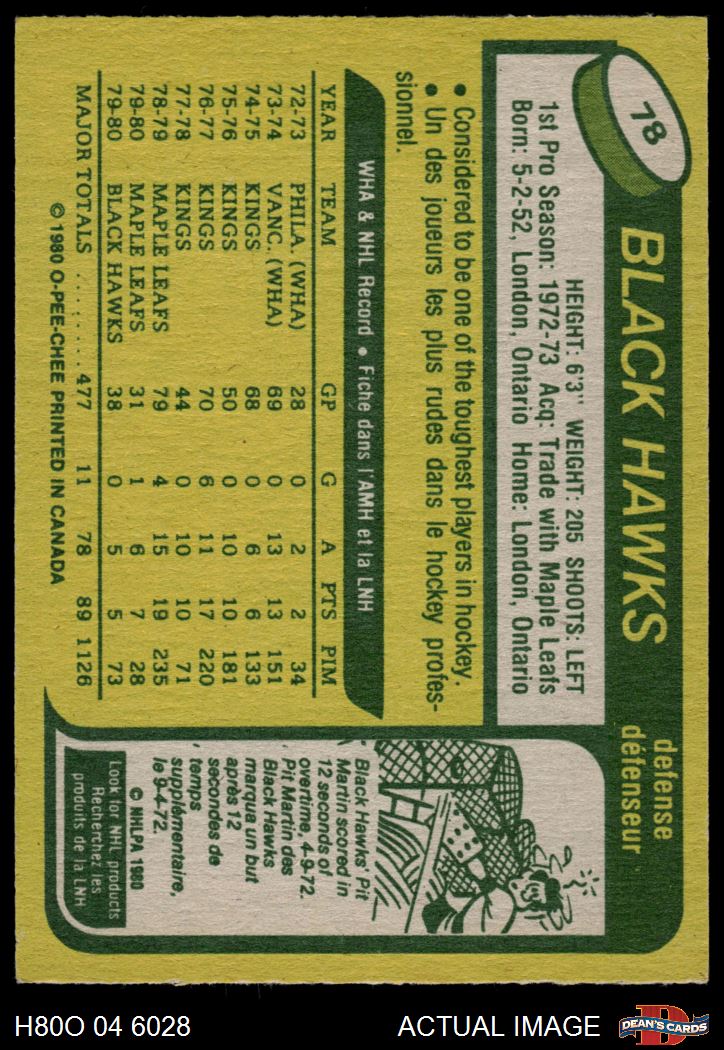 78
BLACK HAWKS
defense
défenseur
HEIGHT: 6'3" WEIGHT: 205 SHOOTS: LEFT
1st Pro Season: 1972-73 Acq: Trade with Maple Leafs
Born: 5-2-52, London, Ontario Home: London, Ontario
• Considered to be one of the toughest players in hockey.
• Un des joueurs les plus rudes dans le hockey profes-
sionnel.
WHA & NHL Record • Fiche dans l'AMH et la LNH
YEAR TEAM GP G A PTS PIM
72-73 PHILA. (WHA) 28 0 2 2 34
73-74 VANC. (WHA) 69 0 13 13 151
74-75 KINGS 68 0 6 6 133
75-76 KINGS 50 0 10 10 181
76-77 KINGS 70 6 11 17 220
77-78 KINGS 44 0 10 10 71
78-79 MAPLE LEAFS 79 4 15 19 235
79-80 MAPLE LEAFS 31 1 6 7 28
79-80 BLACK HAWKS 38 0 5 5 73
MAJOR TOTALS ........ 477 11 78 89 1126
© 1980 O-PEE-CHEE PRINTED IN CANADA
Black Hawks' Pit
Martin scored in
12 seconds of
overtime, 4-9-72.
Pit Martin des
Black Hawks
marqua un but
après 12
secondes de
temps
supplémentaire,
le 9-4-72.
© NHLPA 1980
Look for NHL products
Recherchez les
produits de la LNH
H80O 04 6028
ACTUAL IMAGE
D
DEAN'S CARDS